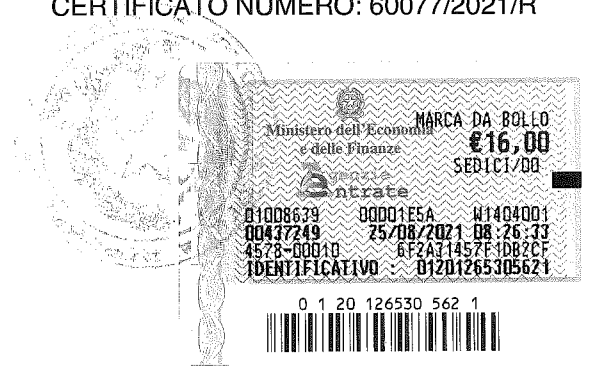 CERTIFICATO NUMERO: 60077/2021/R
MARCA DA BOLLO
Ministero dell'Economia
e delle Finanze
€16,00
SEDICI/00
Agenzia
Entrate
01008639 00001E5A W1404001
00437249 25/08/2021 08:26:33
4578-00010 6F2A31457F1DB2CF
IDENTIFICATIVO : 01201265305621
0 1 20 126530 562 1